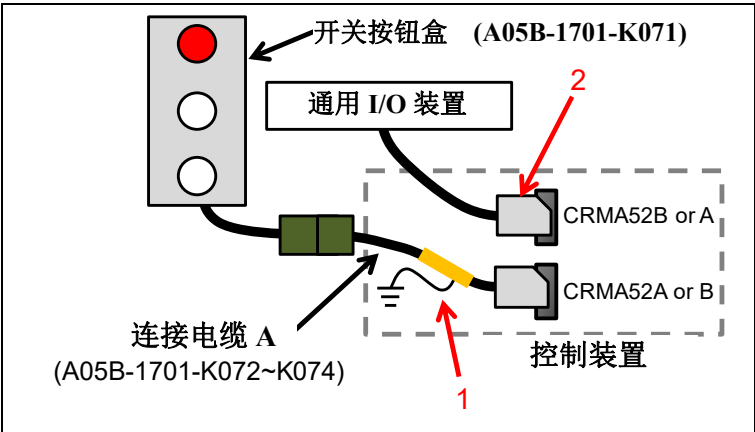 开关按钮盒 (A05B-1701-K071)
通用 I/O 装置
2
CRMA52B or A
CRMA52A or B
连接电缆 A
(A05B-1701-K072~K074)
控制装置
1